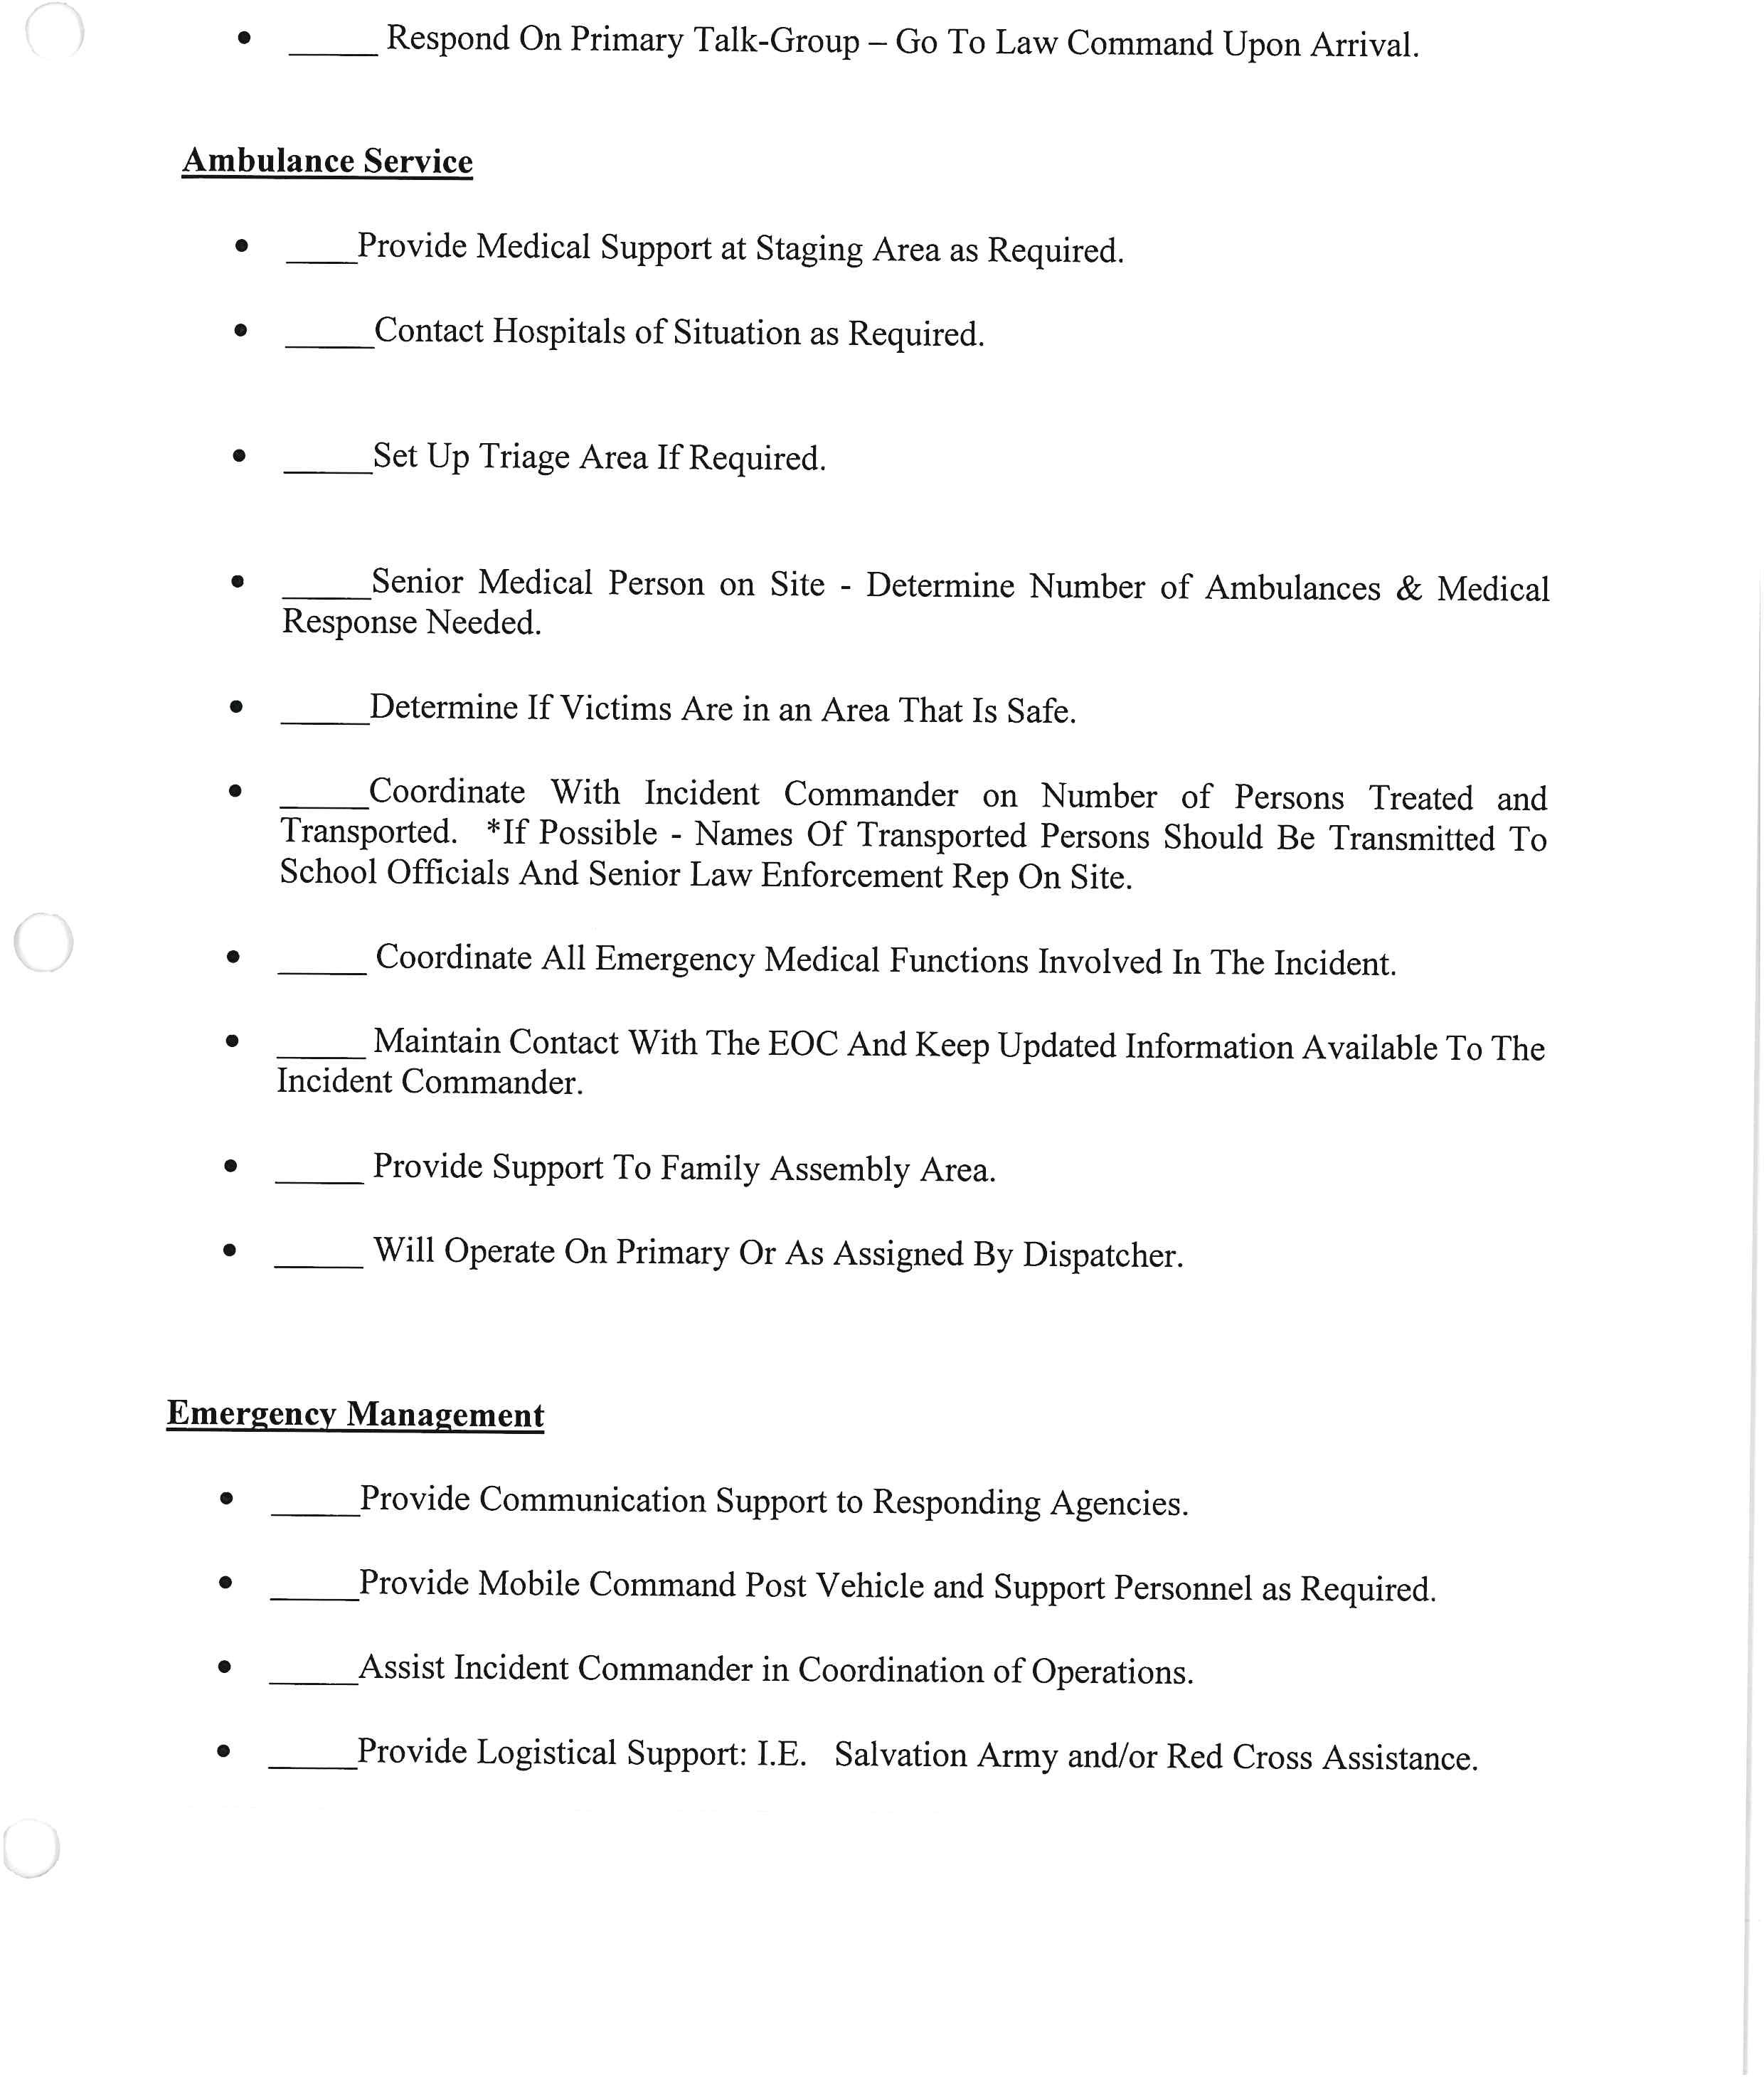 • _____ Respond On Primary Talk-Group – Go To Law Command Upon Arrival.
Ambulance Service
• ____Provide Medical Support at Staging Area as Required.
• _____Contact Hospitals of Situation as Required.
• _____Set Up Triage Area If Required.
• _____Senior Medical Person on Site - Determine Number of Ambulances & Medical
Response Needed.
• _____Determine If Victims Are in an Area That Is Safe.
• _____Coordinate With Incident Commander on Number of Persons Treated and
Transported. *If Possible - Names Of Transported Persons Should Be Transmitted To
School Officials And Senior Law Enforcement Rep On Site.
• _____ Coordinate All Emergency Medical Functions Involved In The Incident.
• _____ Maintain Contact With The EOC And Keep Updated Information Available To The
Incident Commander.
• _____ Provide Support To Family Assembly Area.
• _____ Will Operate On Primary Or As Assigned By Dispatcher.
Emergency Management
• _____Provide Communication Support to Responding Agencies.
• _____Provide Mobile Command Post Vehicle and Support Personnel as Required.
• _____Assist Incident Commander in Coordination of Operations.
• _____Provide Logistical Support: I.E. Salvation Army and/or Red Cross Assistance.